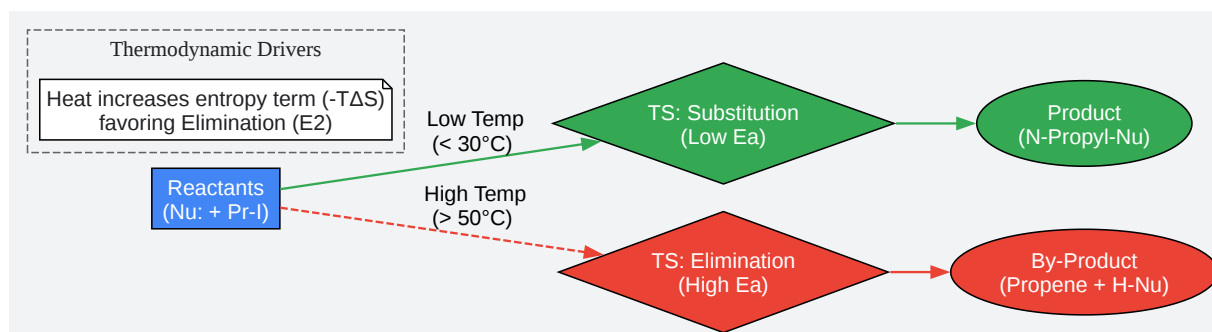 Thermodynamic Drivers
Heat increases entropy term (-TΔS)
favoring Elimination (E2)
Reactants
(Nu: + Pr-I)
Low Temp
(< 30°C)
High Temp
(> 50°C)
TS: Substitution
(Low Ea)
Product
(N-Propyl-Nu)
TS: Elimination
(High Ea)
By-Product
(Propene + H-Nu)